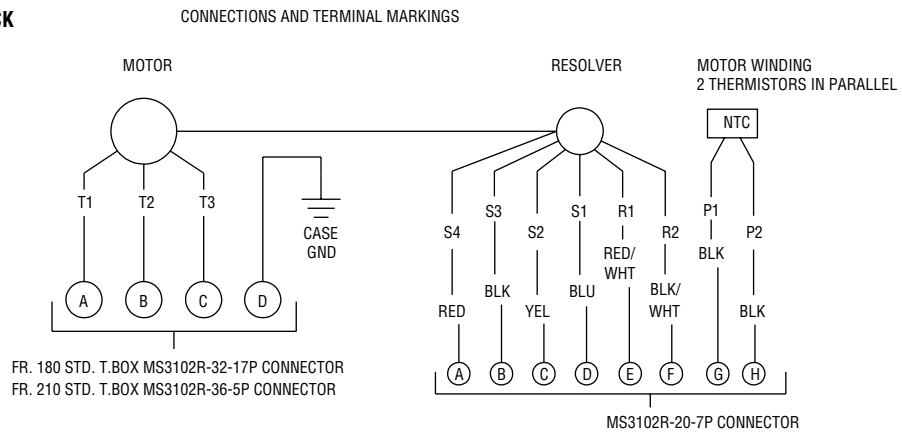 CK
CONNECTIONS AND TERMINAL MARKINGS
MOTOR
RESOLVER
MOTOR WINDING
2 THERMISTORS IN PARALLEL
NTC
T1 T2 T3
CASE
GND
S4 S3 S2 S1 R1 R2 P1 P2
RED BLK YEL BLU RED/
WHT BLK/
WHT BLK BLK
A B C D
A B C D E F G H
FR. 180 STD. T.BOX MS3102R-32-17P CONNECTOR
FR. 210 STD. T.BOX MS3102R-36-5P CONNECTOR
MS3102R-20-7P CONNECTOR